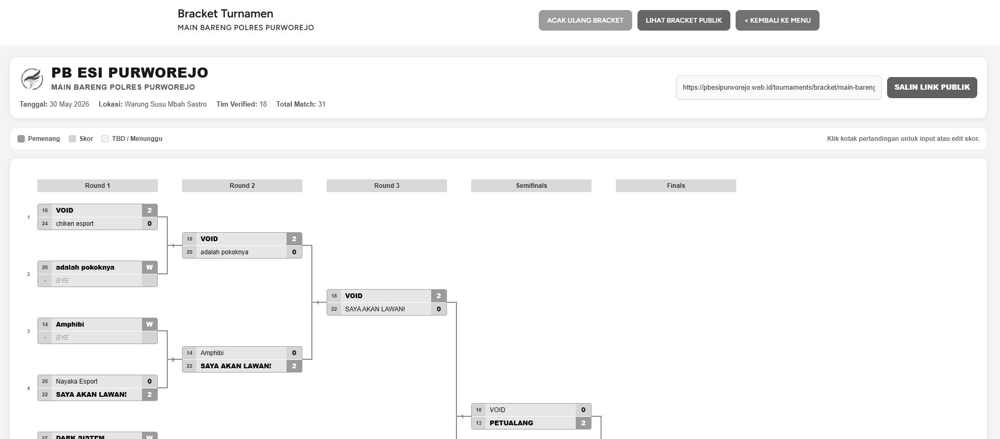 Bracket Turnamen
MAIN BARENG POLRES PURWOREJO
ACAK ULANG BRACKET
LIHAT BRACKET PUBLIK
< KEMBALI KE MENU
PB ESI PURWOREJO
MAIN BARENG POLRES PURWOREJO
Tanggal: 30 May 2026 Lokasi: Warung Susu Mbah Sastro Tim Verified: 18 Total Match: 31
https://pbesipurworejo.web.id/tournaments/bracket/main-bareng
SALIN LINK PUBLIK
Pemenang Skor TBD / Menunggu
Klik kotak pertandingan untuk input atau edit skor.
Round 1
Round 2
Round 3
Semifinals
Finals
1
18 VOID 2
24 chiken esport 0
2
20 adalah pokoknya W
- BYE
3
14 Amphibi W
- BYE
4
25 Nayaka Esport 0
22 SAYA AKAN LAWAN! 2
27 DARK SISTEM W
1
18 VOID 2
20 adalah pokoknya 0
2
14 Amphibi 0
22 SAYA AKAN LAWAN! 2
1
18 VOID 2
22 SAYA AKAN LAWAN! 0
1
18 VOID 0
13 PETUALANG 2